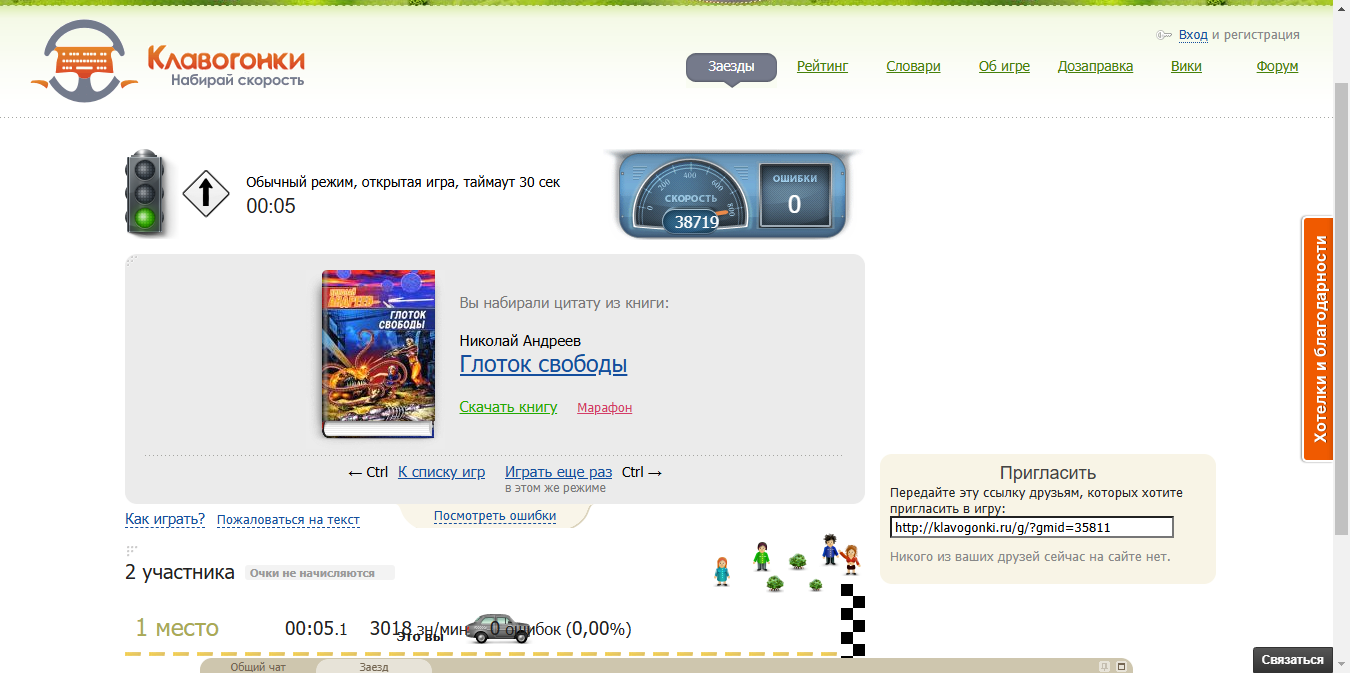 Клавогонки
Набирай скорость
Вход и регистрация
Заезды Рейтинг Словари Об игре Дозаправка Вики Форум
Обычный режим, открытая игра, таймаут 30 сек
00:05
0 200 400 600 800
СКОРОСТЬ
38719
ОШИБКИ
0
АНДРЕЕВ
ГЛОТОК
СВОБОДЫ
Вы набирали цитату из книги:
Николай Андреев
Глоток свободы
Скачать книгу Марафон
← Ctrl К списку игр Играть еще раз Ctrl →
в этом же режиме
Как играть? Пожаловаться на текст Посмотреть ошибки
2 участника Очки не начисляются
1 место 00:05.1 3018 зн/мин 0 ошибок (0,00%)
Это вы
Общий чат Заезд
Пригласить
Передайте эту ссылку друзьям, которых хотите
пригласить в игру:
http://klavogonki.ru/g/?gmid=35811
Никого из ваших друзей сейчас на сайте нет.
Хотелки и благодарности
Связаться